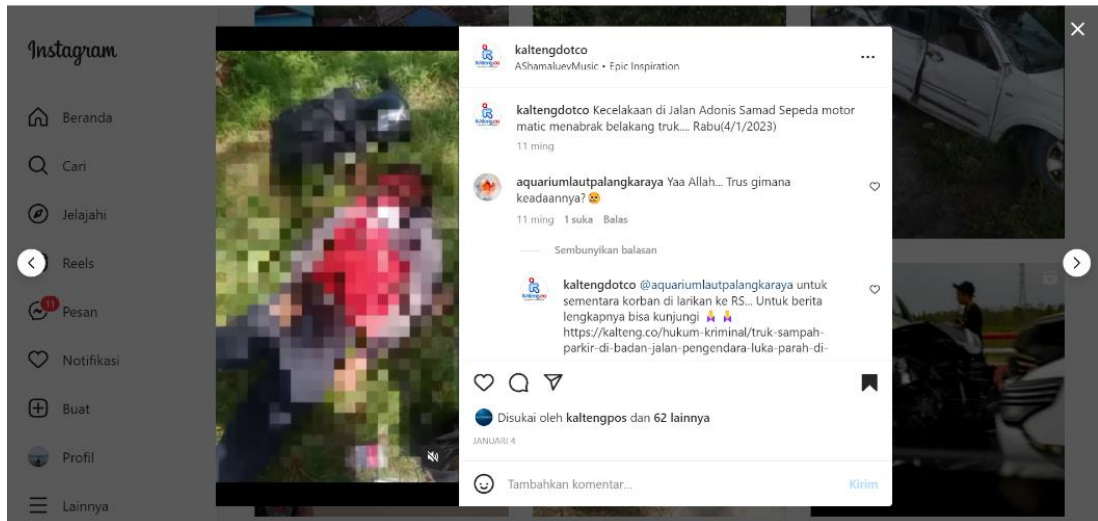 Instagram
Beranda
Cari
Jelajahi
Reels
11
Pesan
Notifikasi
Buat
Profil
Lainnya
kaltengdotco
AShamaluevMusic • Epic Inspiration
kaltengdotco Kecelakaan di Jalan Adonis Samad Sepeda motor
matic menabrak belakang truk.... Rabu(4/1/2023)
11 ming
aquariumlautpalangkaraya Yaa Allah... Trus gimana
keadaannya?😢
11 ming 1 suka Balas
Sembunyikan balasan
kaltengdotco @aquariumlautpalangkaraya untuk
sementara korban di larikan ke RS... Untuk berita
lengkapnya bisa kunjungi 🙏 🙏
https://kalteng.co/hukum-kriminal/truk-sampah-
parkir-di-badan-jalan-pengendara-luka-parah-di-
Disukai oleh kaltengpos dan 62 lainnya
JANUARI 4
Tambahkan komentar...
Kirim